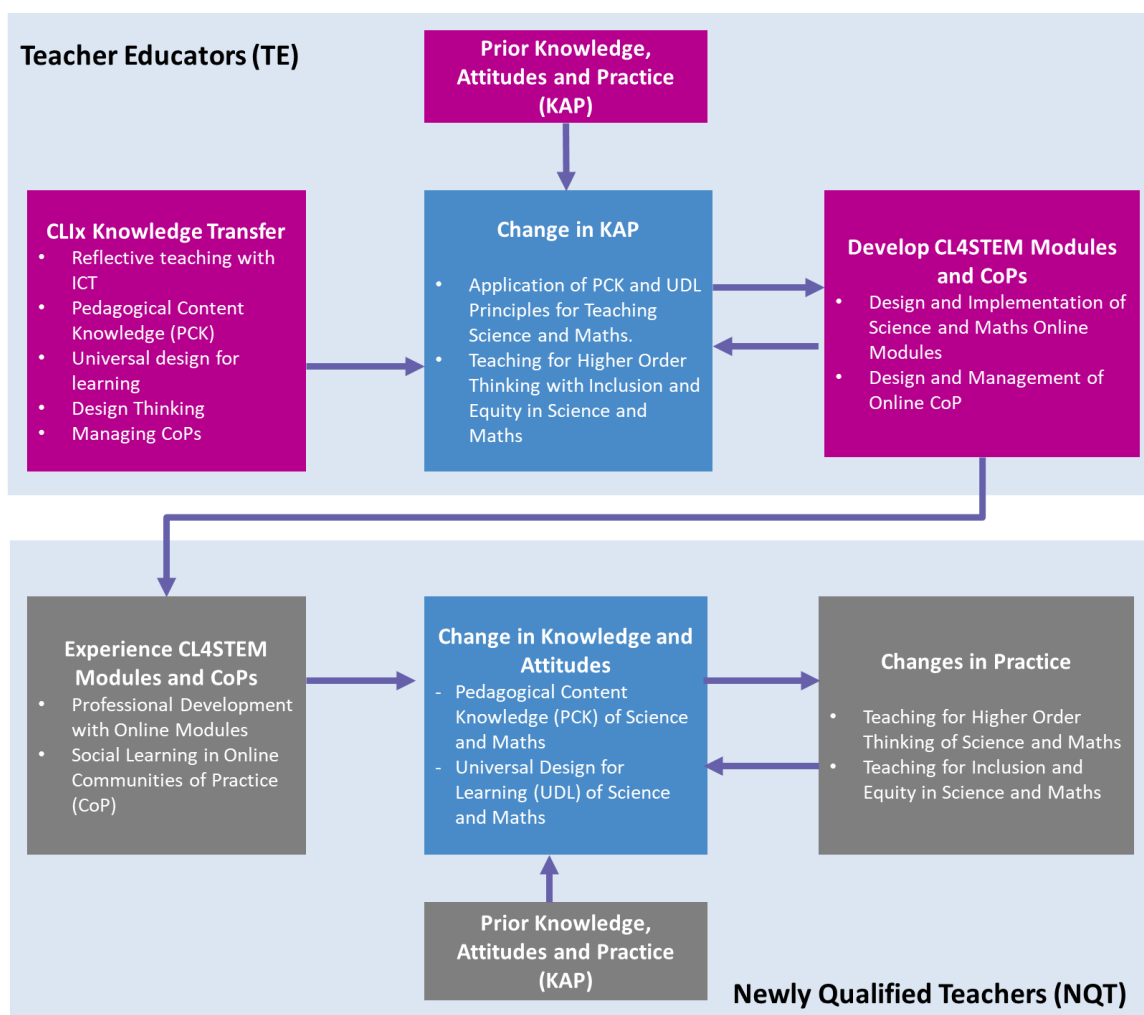 Teacher Educators (TE)
Prior Knowledge,
Attitudes and Practice
(KAP)
CLIx Knowledge Transfer
• Reflective teaching with
ICT
• Pedagogical Content
Knowledge (PCK)
• Universal design for
learning
• Design Thinking
• Managing CoPs
Change in KAP
• Application of PCK and UDL
Principles for Teaching
Science and Maths.
• Teaching for Higher Order
Thinking with Inclusion and
Equity in Science and
Maths
Develop CL4STEM Modules
and CoPs
• Design and Implementation of
Science and Maths Online
Modules
• Design and Management of
Online CoP
Experience CL4STEM
Modules and CoPs
• Professional Development
with Online Modules
• Social Learning in Online
Communities of Practice
(CoP)
Change in Knowledge and
Attitudes
- Pedagogical Content
Knowledge (PCK) of Science
and Maths
- Universal Design for
Learning (UDL) of Science
and Maths
Changes in Practice
• Teaching for Higher Order
Thinking of Science and Maths
• Teaching for Inclusion and
Equity in Science and Maths
Prior Knowledge,
Attitudes and Practice
(KAP)
Newly Qualified Teachers (NQT)